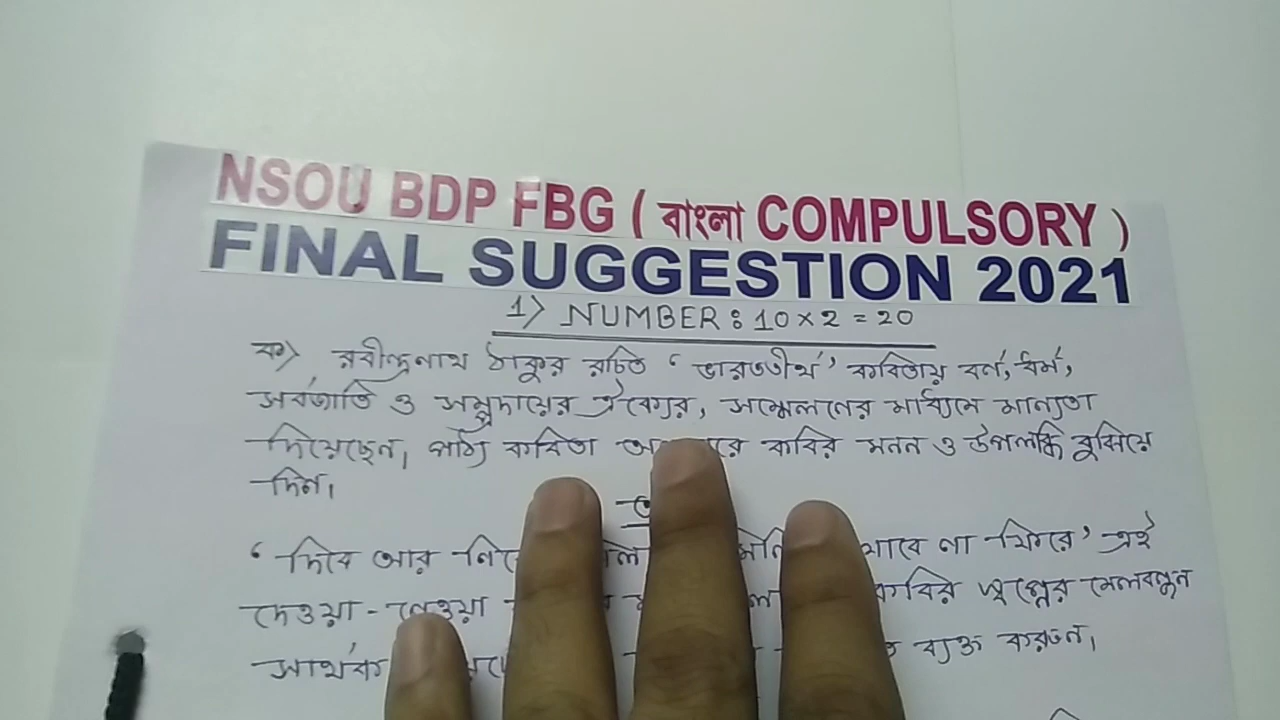 NSOU BDP FBG ( বাংলা COMPULSORY )
FINAL SUGGESTION 2021
1> NUMBER : 10 × 2 = 20
ক> রবীন্দ্রনাথ ঠাকুর রচিত ‘ ভারততীর্থ ’ কবিতায় বর্ণ, ধর্ম,
সর্বজাতি ও সম্প্রদায়ের ঐক্যের, সম্মেলনের মাধ্যমে মান্যতা
দিয়েছেন। পাঠ্য কবিতা কবির মনন ও উপলব্ধি বুঝিয়ে
দিন।
‘ দিবে আর যাবে না ফিরে ’ এই
দেওয়া - নেওয়া কবির স্বপ্নের মেলবন্ধন
সার্থক ব্যক্ত করুন।